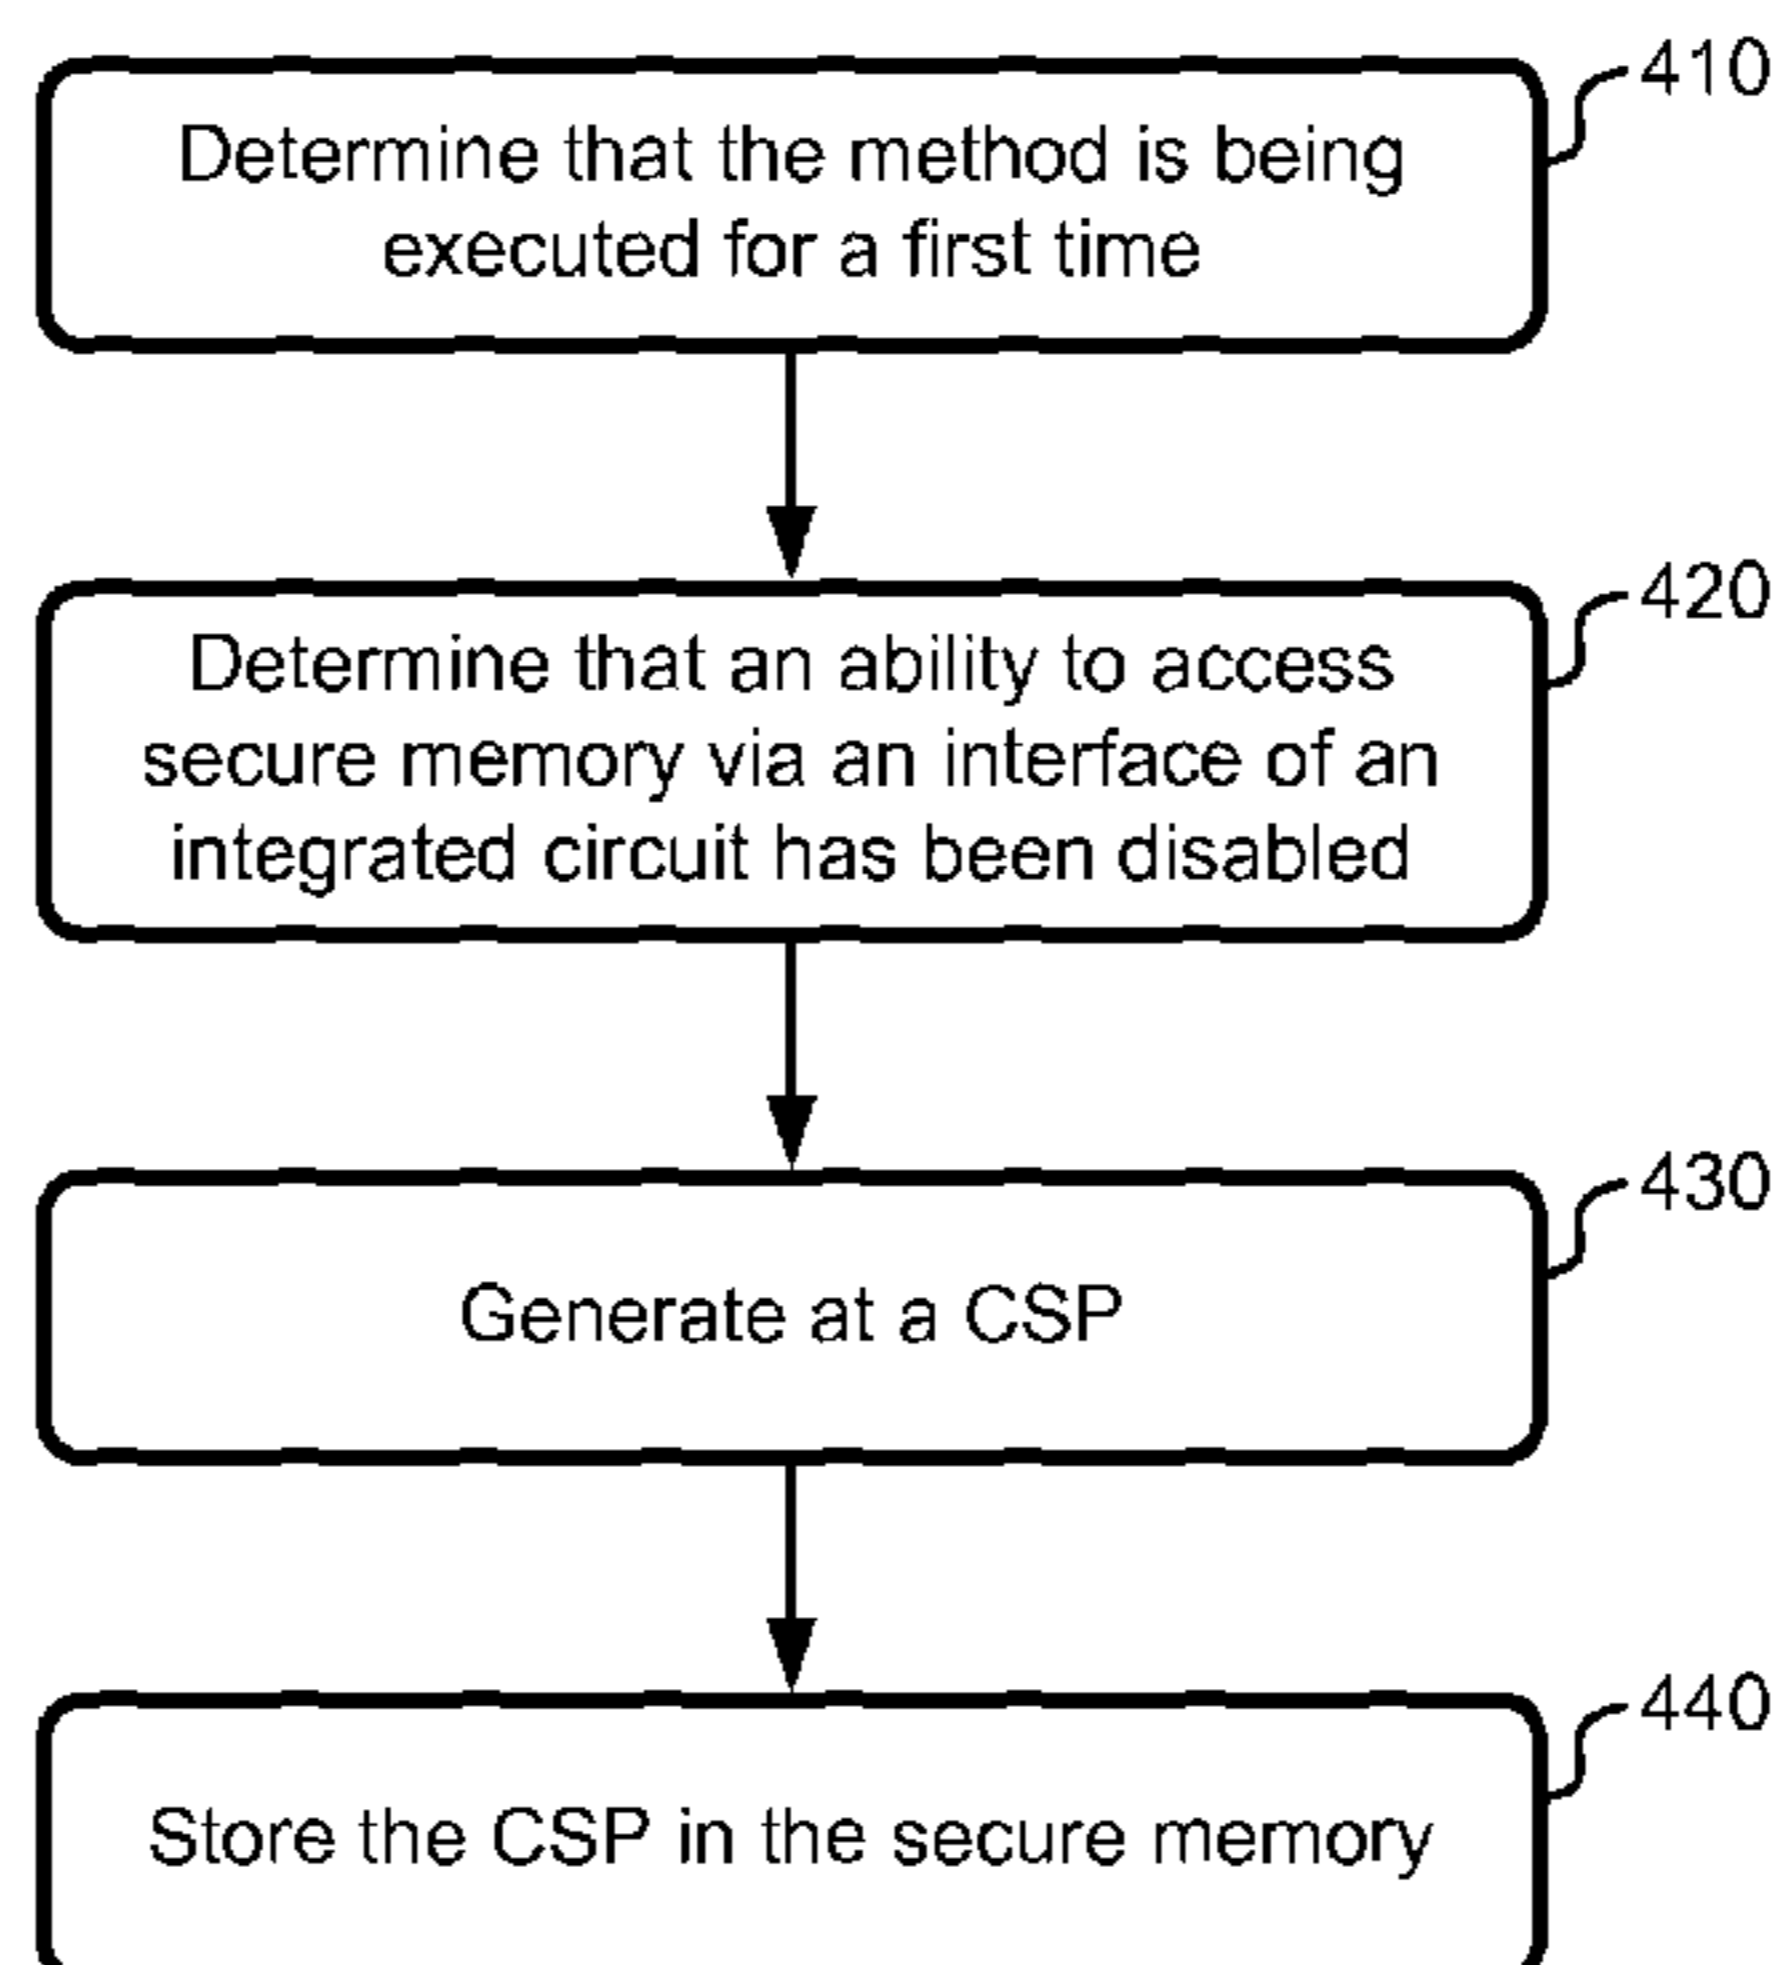 410
Determine that the method is being
executed for a first time
420
Determine that an ability to access
secure memory via an interface of an
integrated circuit has been disabled
430
Generate at a CSP
440
Store the CSP in the secure memory